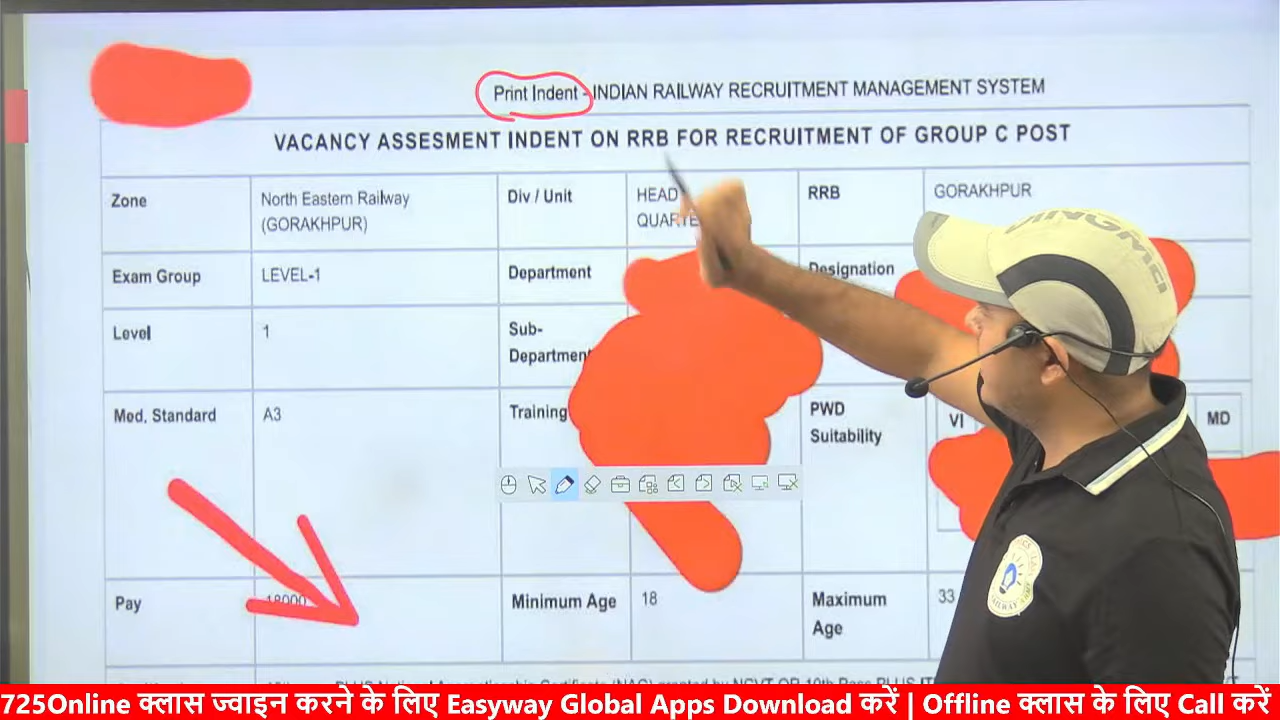 Print Indent - INDIAN RAILWAY RECRUITMENT MANAGEMENT SYSTEM
VACANCY ASSESMENT INDENT ON RRB FOR RECRUITMENT OF GROUP C POST
Zone
North Eastern Railway
(GORAKHPUR)
Div / Unit
HEAD
RRB
GORAKHPUR
Exam Group
LEVEL-1
Department
Designation
Level
1
Sub-
Department
Med. Standard
A3
Training
PWD
Suitability
VI
MD
Pay
18000
Minimum Age
18
Maximum
Age
33
725Online क्लास ज्वाइन करने के लिए Easyway Global Apps Download करें | Offline क्लास के लिए Call करें